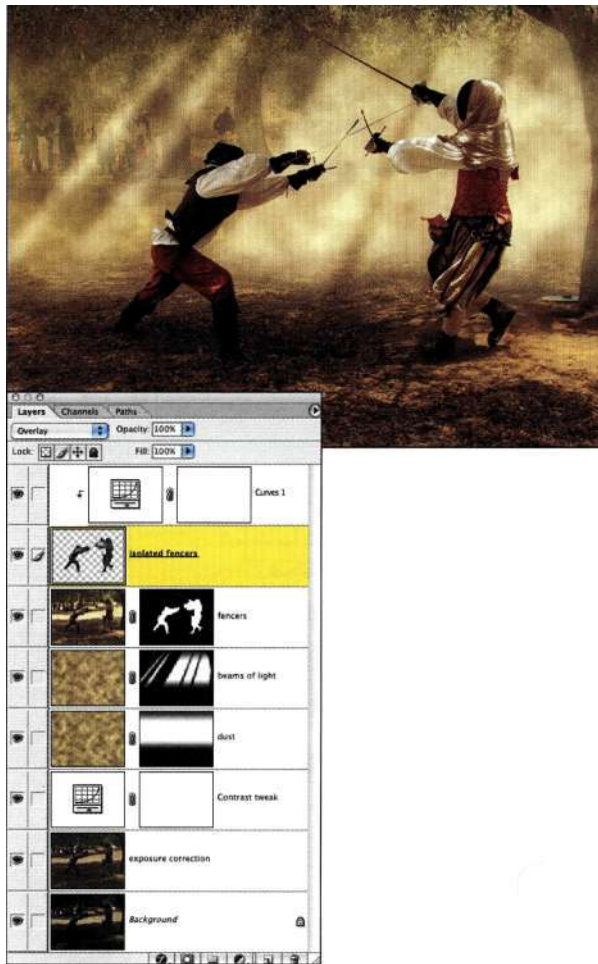 Layers Channels Paths
Overlay Opacity: 100%
Lock: Fill: 100%
Curves 1
isolated fencers
fencers
beams of light
dust
Contrast tweak
exposure correction
Background